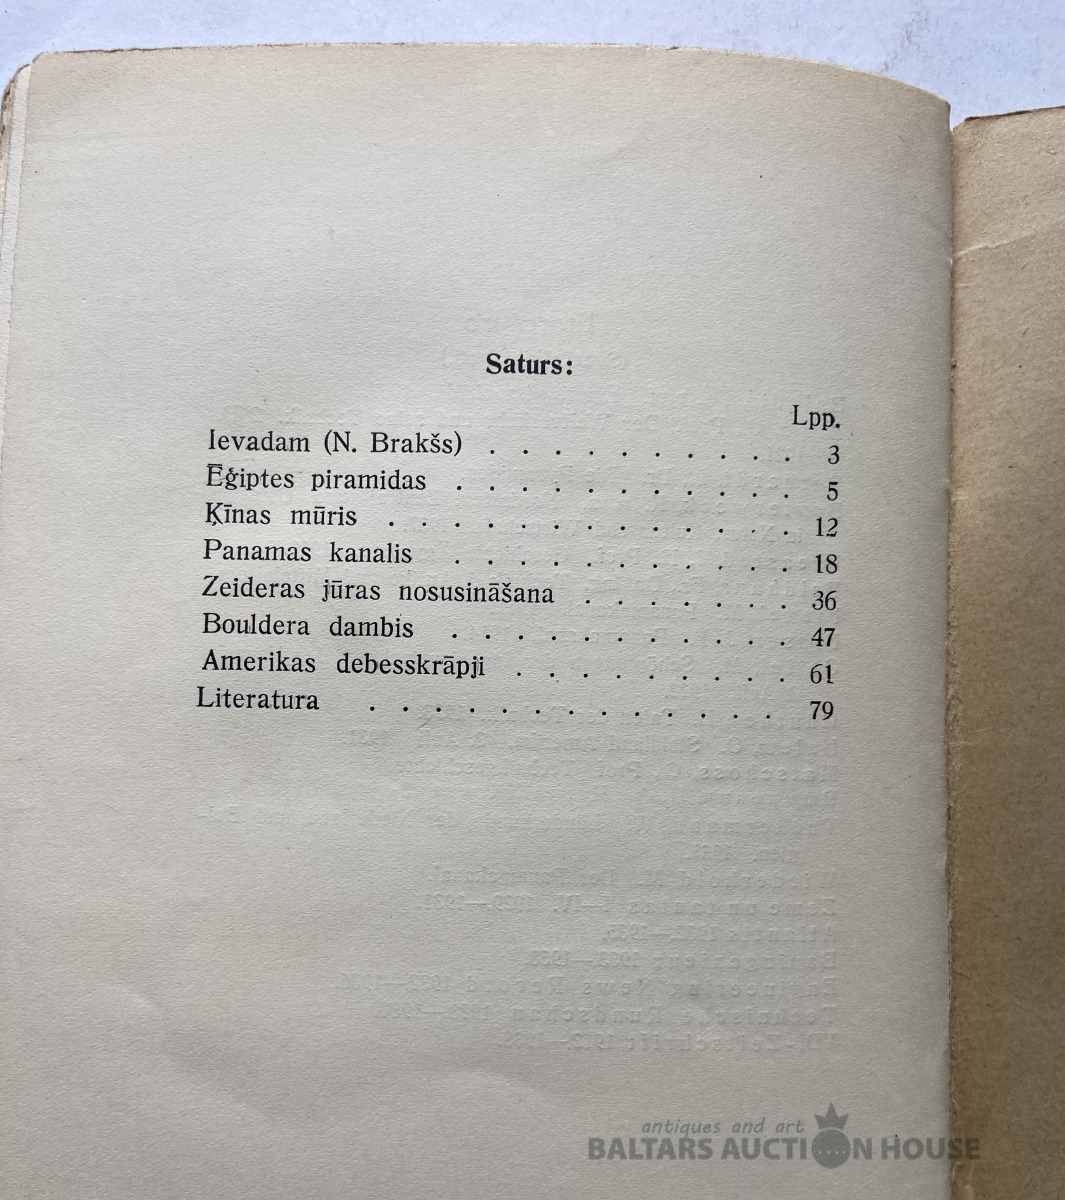 Saturs:
Lpp.
Ievadam (N. Brakšs) . . . . . . . . . . 3
Ēģiptes piramidas . . . . . . . . . . . 5
Ķīnas mūris . . . . . . . . . . . . . 12
Panamas kanalis . . . . . . . . . . . 18
Zeideras jūras nosusināšana . . . . . . . 36
Bouldera dambis . . . . . . . . . . . 47
Amerikas debesskrāpji . . . . . . . . . 61
Literatura . . . . . . . . . . . . . 79
antiques and art
BALTARS AUCTION HOUSE